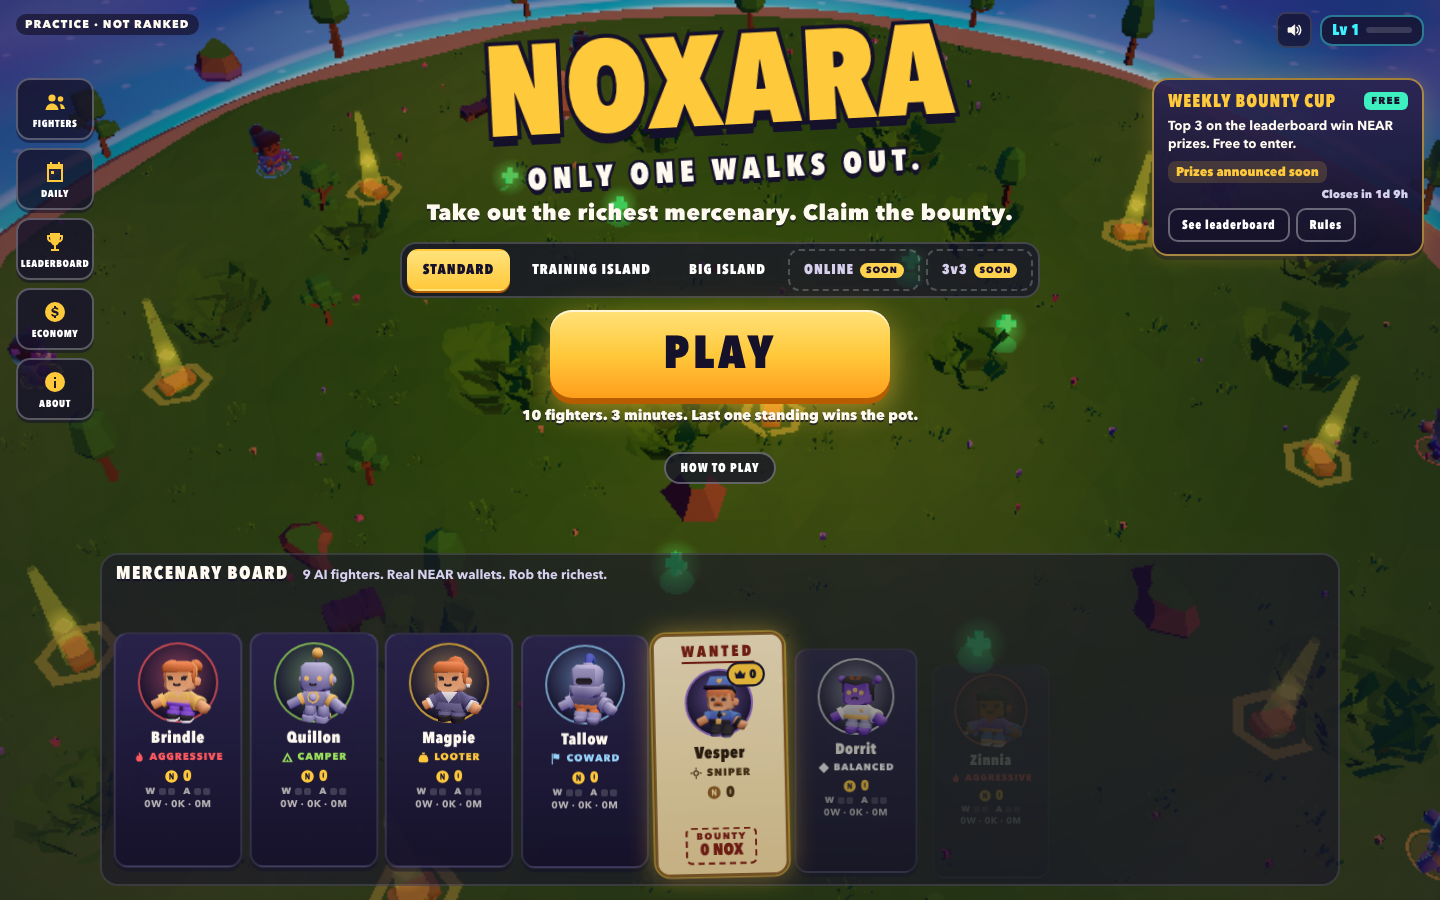 PRACTICE • NOT RANKED
Lv 1
NOXARA
ONLY ONE WALKS OUT.
Take out the richest mercenary. Claim the bounty.
FIGHTERS
DAILY
LEADERBOARD
ECONOMY
ABOUT
WEEKLY BOUNTY CUP
FREE
Top 3 on the leaderboard win NEAR
prizes. Free to enter.
Prizes announced soon
Closes in 1d 9h
See leaderboard
Rules
STANDARD
TRAINING ISLAND
BIG ISLAND
ONLINE SOON
3v3 SOON
PLAY
10 fighters. 3 minutes. Last one standing wins the pot.
HOW TO PLAY
MERCENARY BOARD
9 AI fighters. Real NEAR wallets. Rob the richest.
Brindle
AGGRESSIVE
N 0
W A
0W · 0K · 0M
Quillon
CAMPER
N 0
W A
0W · 0K · 0M
Magpie
LOOTER
N 0
W A
0W · 0K · 0M
Tallow
COWARD
N 0
W A
0W · 0K · 0M
WANTED
0
Vesper
SNIPER
N 0
BOUNTY
0 NOX
Dorrit
BALANCED
N 0
W A
0W · 0K · 0M
Zinnia
AGGRESSIVE
N 0
W A
0W · 0K · 0M